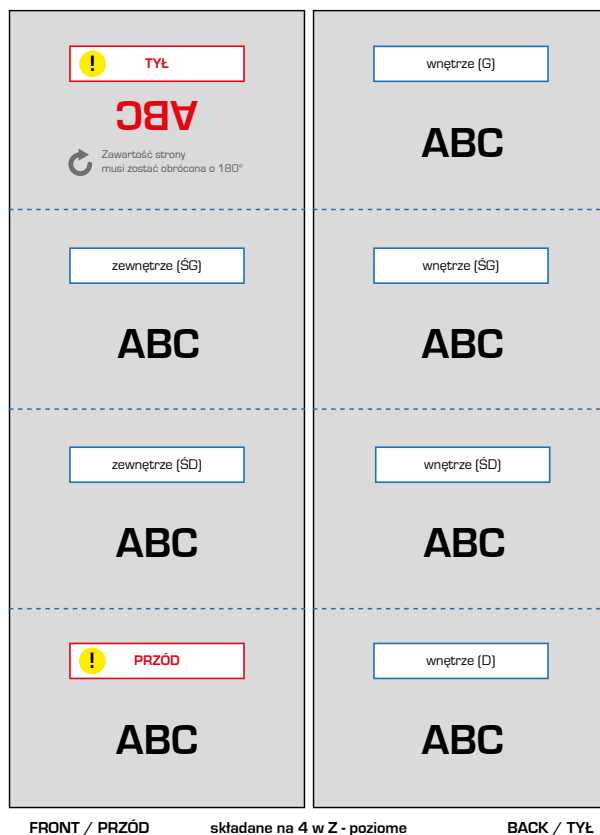 ! TYŁ
ABC
Zawartość strony
musi zostać obrócona o 180°
zewnętrze (ŚG)
ABC
zewnętrze (ŚD)
ABC
! PRZÓD
ABC
wnętrze (G)
ABC
wnętrze (ŚG)
ABC
wnętrze (ŚD)
ABC
wnętrze (D)
ABC
FRONT / PRZÓD składane na 4 w Z - poziome BACK / TYŁ